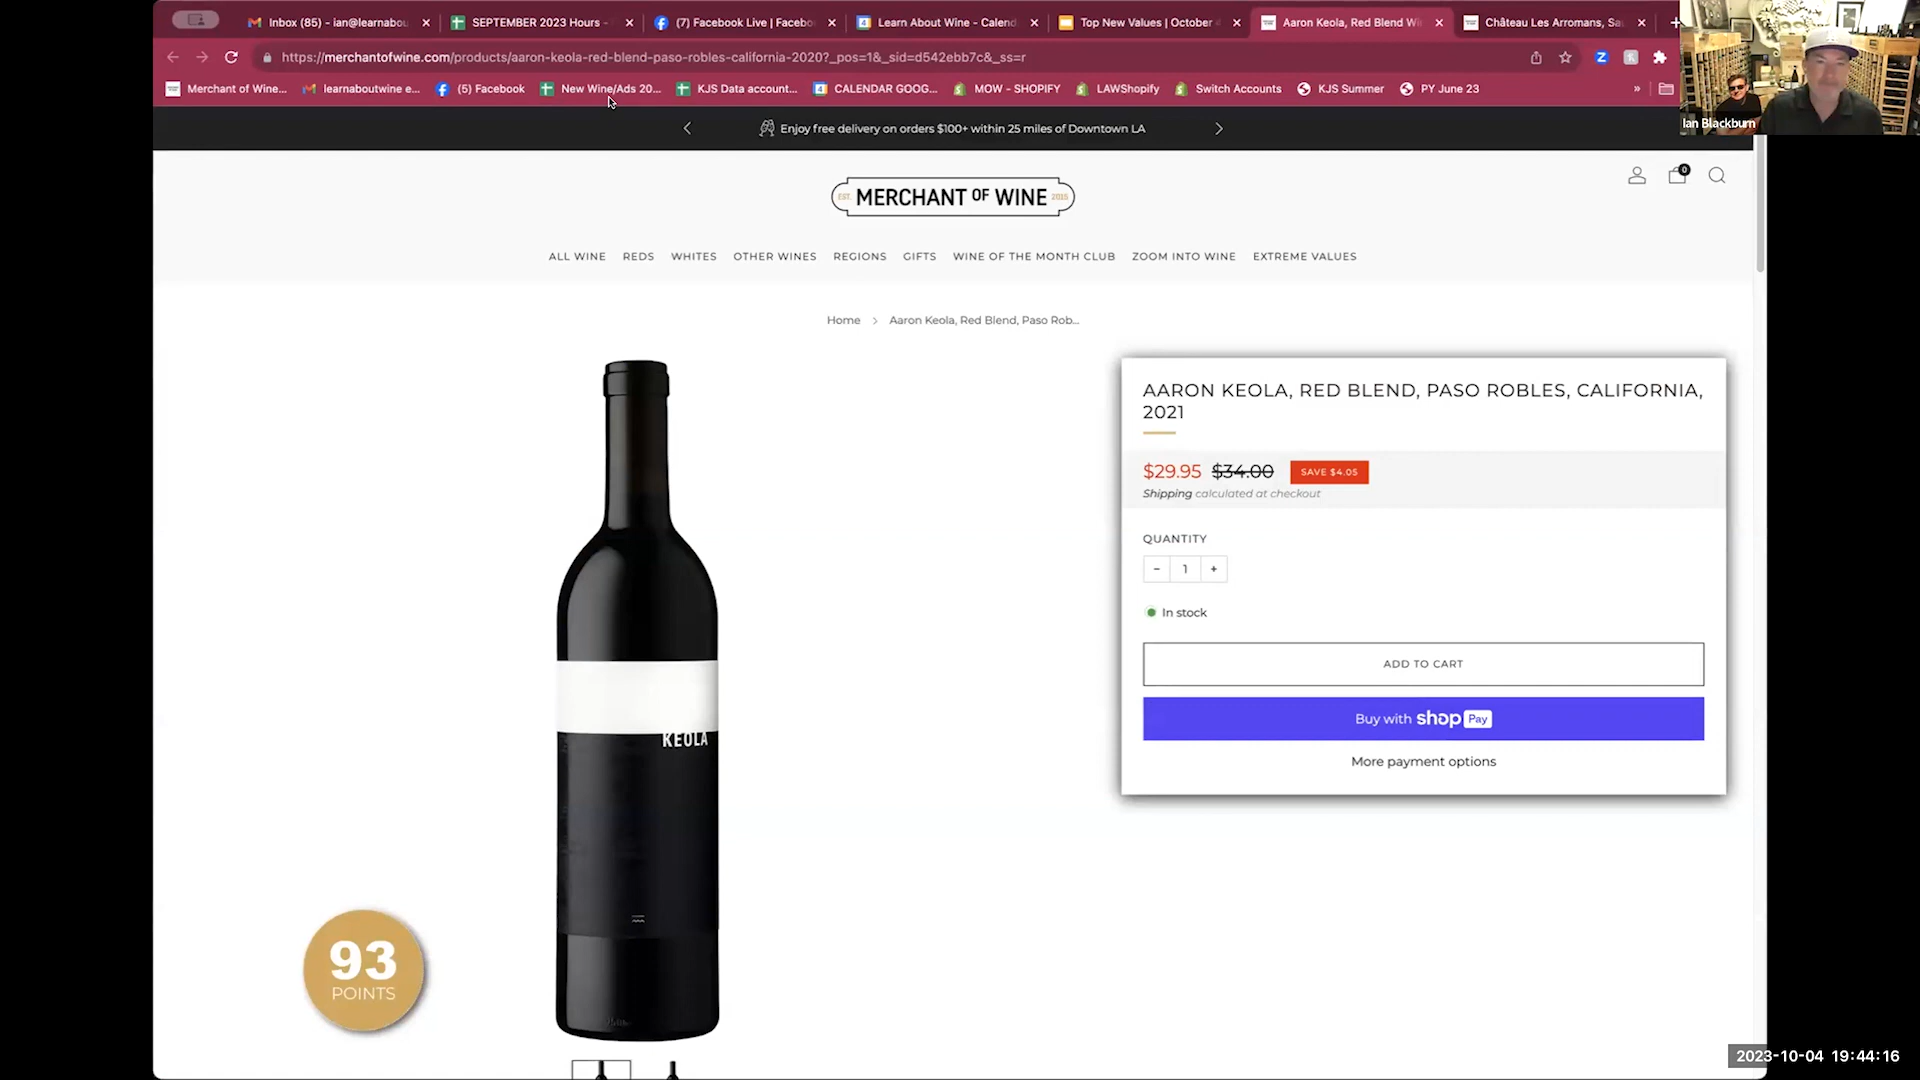 Inbox (85) - ian@learnabou
SEPTEMBER 2023 Hours -
(7) Facebook Live | Facebo
Learn About Wine - Calend
Top New Values | October 4
Aaron Keola, Red Blend Wi
Château Les Arromans, Sa
https://merchantofwine.com/products/aaron-keola-red-blend-paso-robles-california-2020?_pos=1&_sid=d542ebb7c&_ss=r
Merchant of Wine...
learnaboutwine e...
(5) Facebook
New Wine/Ads 20...
KJS Data account...
CALENDAR GOOG...
MOW - SHOPIFY
LAWShopify
Switch Accounts
KJS Summer
PY June 23
»
Ian Blackburn
Enjoy free delivery on orders $100+ within 25 miles of Downtown LA
EST. MERCHANT OF WINE 2015
0
ALL WINE REDS WHITES OTHER WINES REGIONS GIFTS WINE OF THE MONTH CLUB ZOOM INTO WINE EXTREME VALUES
Home > Aaron Keola, Red Blend, Paso Rob...
AARON KEOLA, RED BLEND, PASO ROBLES, CALIFORNIA,
2021
$29.95 $34.00 SAVE $4.05
Shipping calculated at checkout
QUANTITY
− 1 +
In stock
ADD TO CART
Buy with shop Pay
More payment options
KEOLA
93
POINTS
2023-10-04 19:44:16